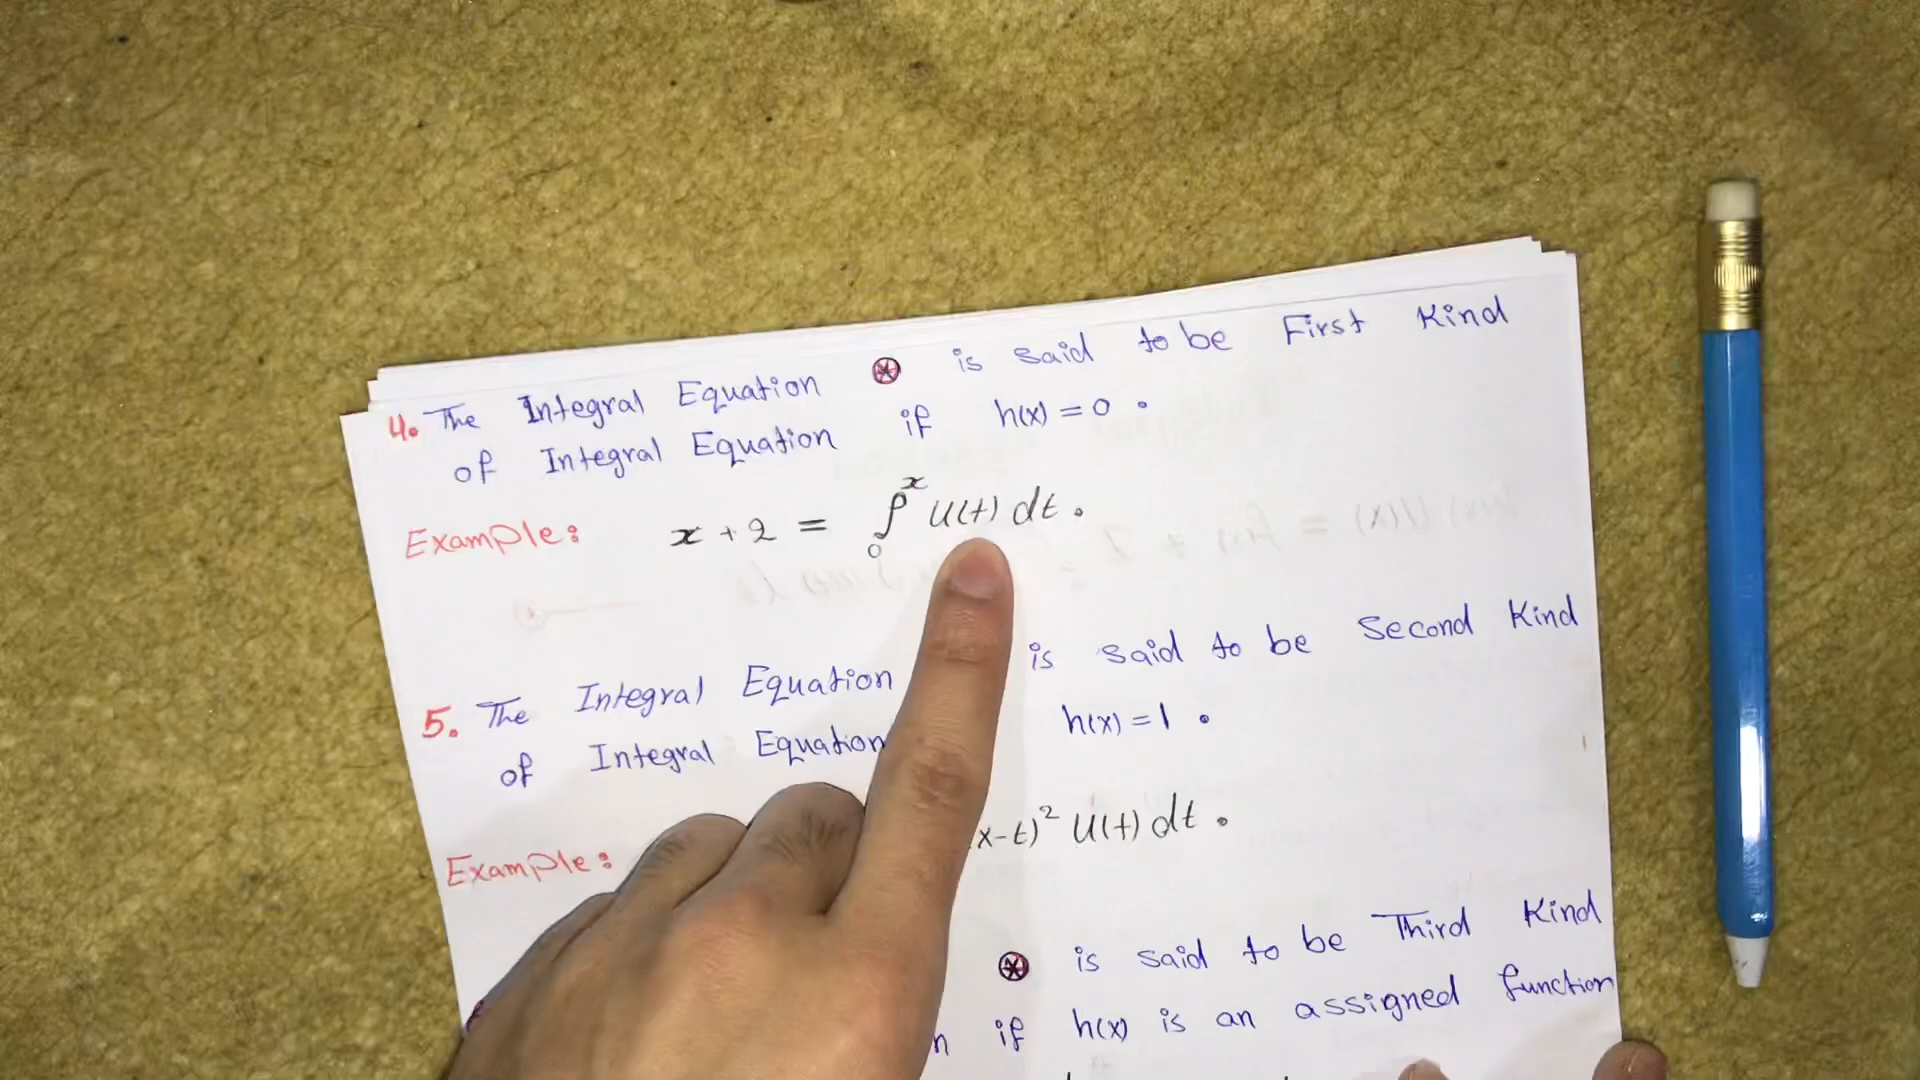 4. The Integral Equation ⊛ is said to be First Kind
of Integral Equation if h(x) = 0 .
Example: x + 2 = ∫₀ˣ u(t) dt .
5. The Integral Equation is said to be Second Kind
of Integral Equation h(x) = 1 .
Example: x-t)² u(t) dt .
⊛ is said to be Third Kind
if h(x) is an assigned function